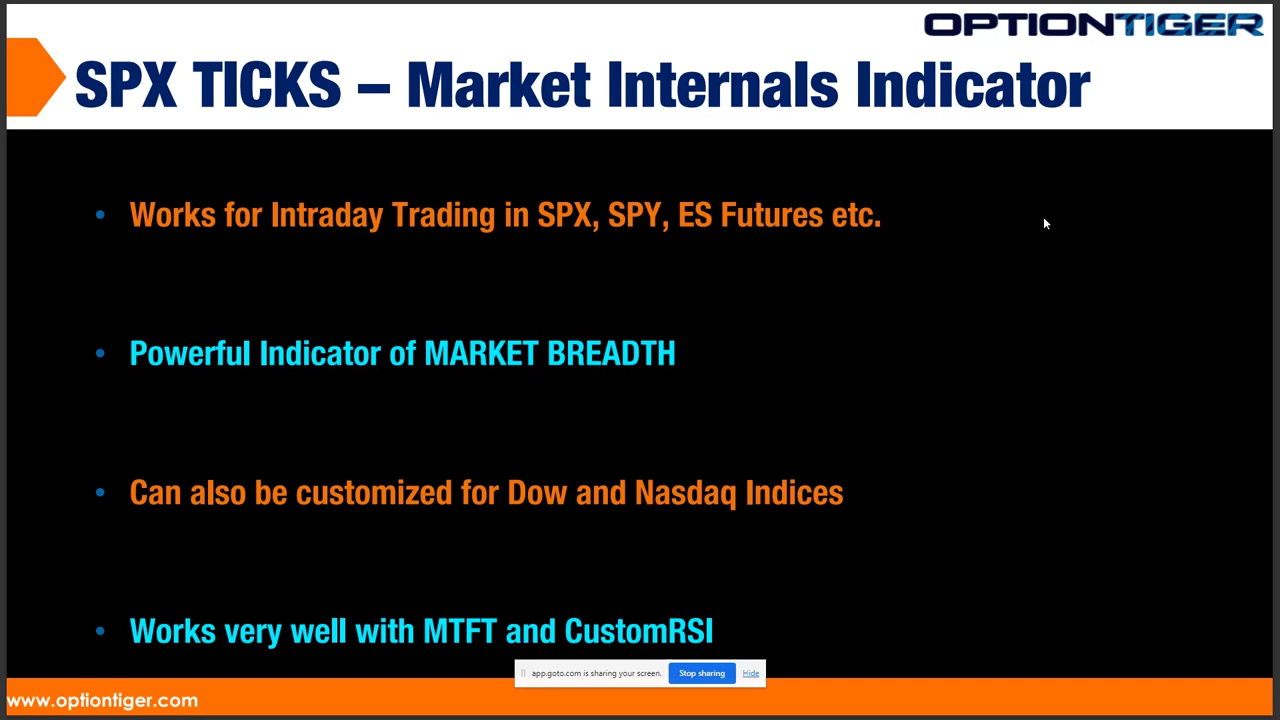 OPTIONTIGER
SPX TICKS – Market Internals Indicator
• Works for Intraday Trading in SPX, SPY, ES Futures etc.
• Powerful Indicator of MARKET BREADTH
• Can also be customized for Dow and Nasdaq Indices
• Works very well with MTFT and CustomRSI
app.goto.com is sharing your screen. Stop sharing Hide
www.optiontiger.com